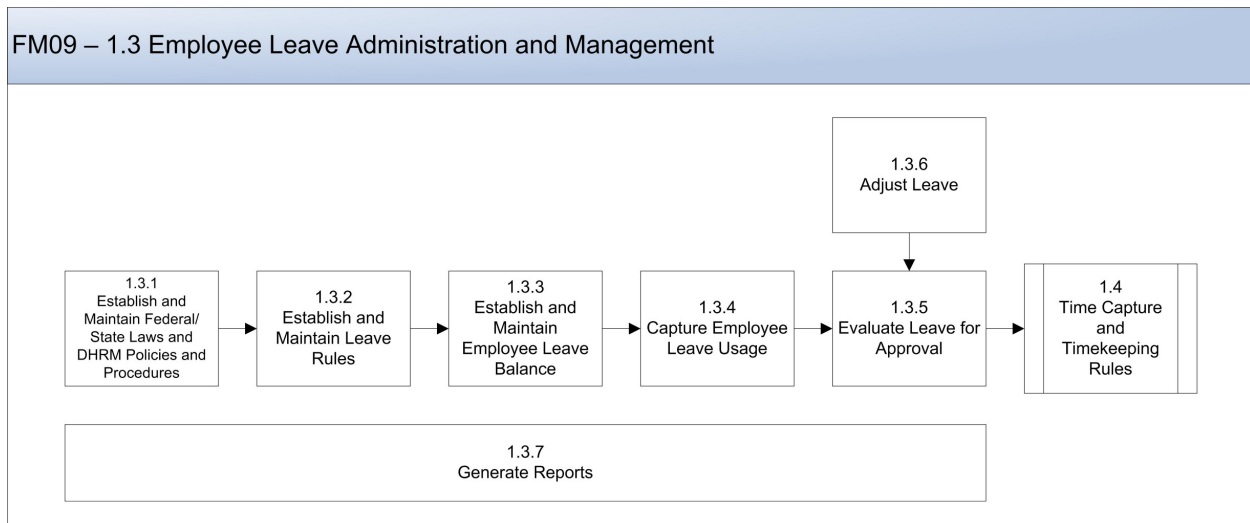 FM09 – 1.3 Employee Leave Administration and Management
1.3.6
Adjust Leave
1.3.1
Establish and
Maintain Federal/
State Laws and
DHRM Policies and
Procedures
1.3.2
Establish and
Maintain Leave
Rules
1.3.3
Establish and
Maintain
Employee Leave
Balance
1.3.4
Capture Employee
Leave Usage
1.3.5
Evaluate Leave for
Approval
1.4
Time Capture
and
Timekeeping
Rules
1.3.7
Generate Reports